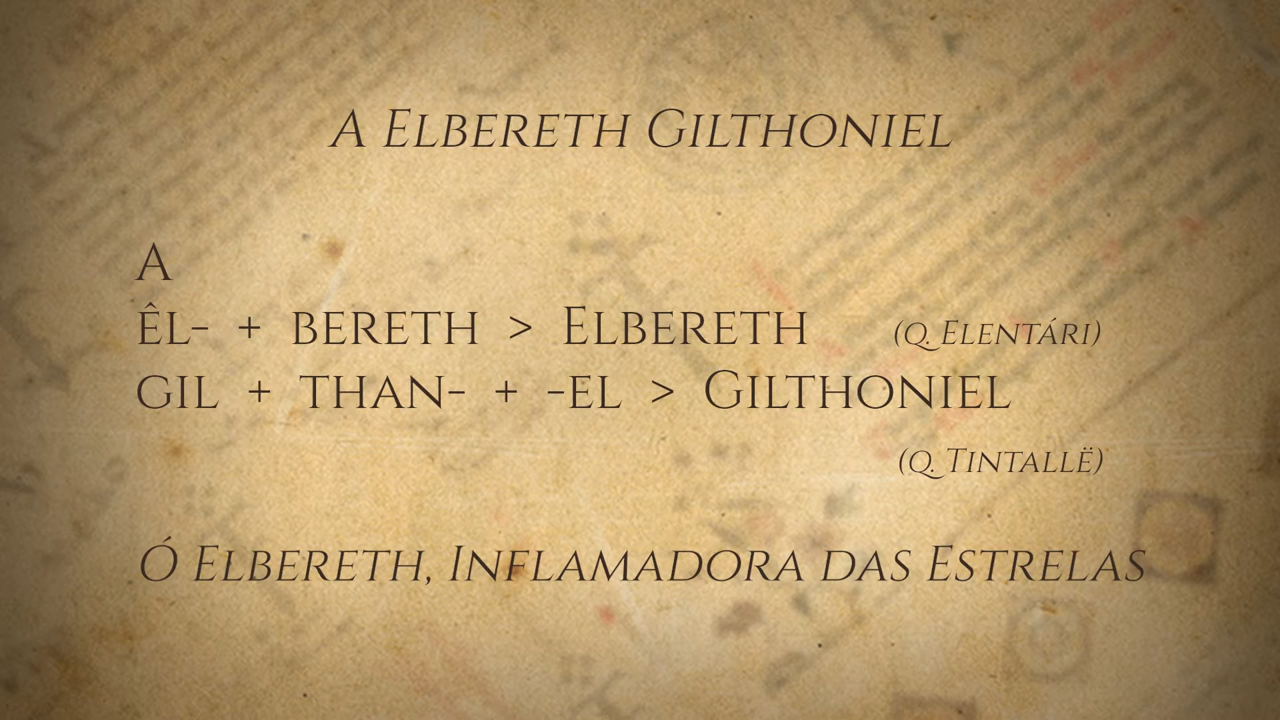 A Elbereth Gilthoniel
A
êl- + bereth > Elbereth (Q. Elentári)
gil + than- + -el > Gilthoniel
(Q. Tintallë)
Ó Elbereth, Inflamadora das Estrelas